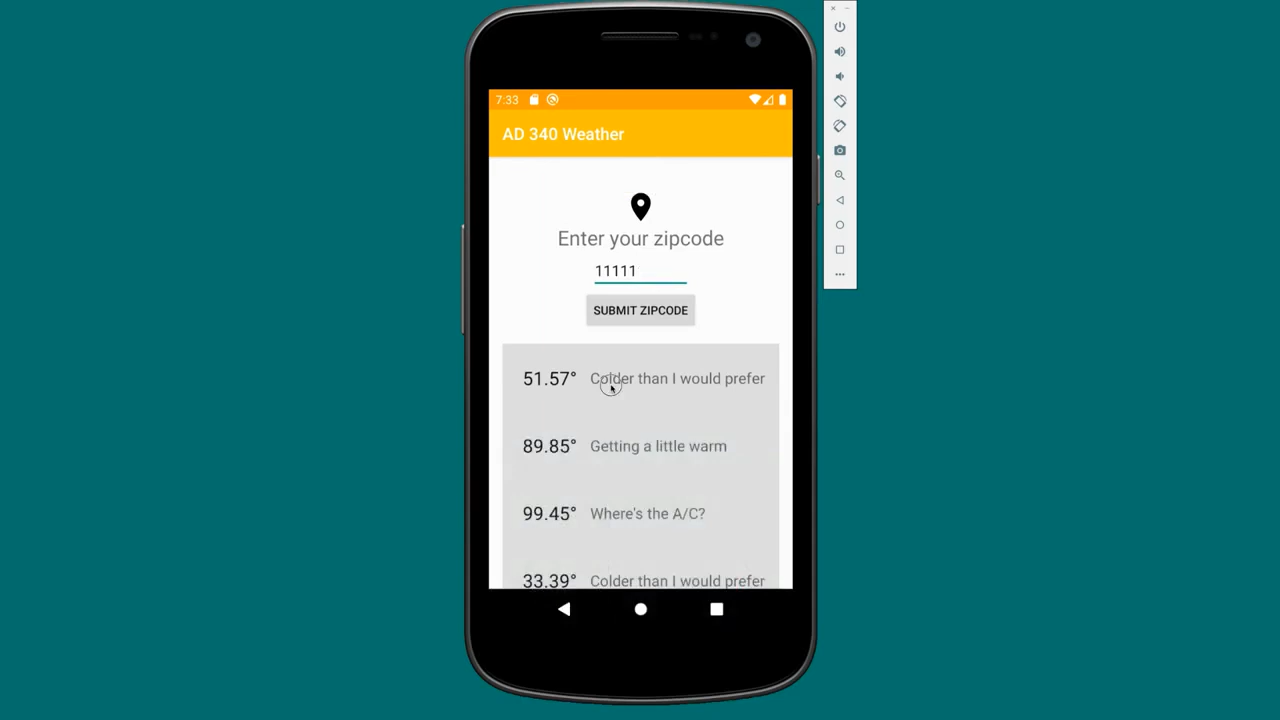 7:33
AD 340 Weather
Enter your zipcode
11111
SUBMIT ZIPCODE
51.57° Colder than I would prefer
89.85° Getting a little warm
99.45° Where's the A/C?
33.39° Colder than I would prefer